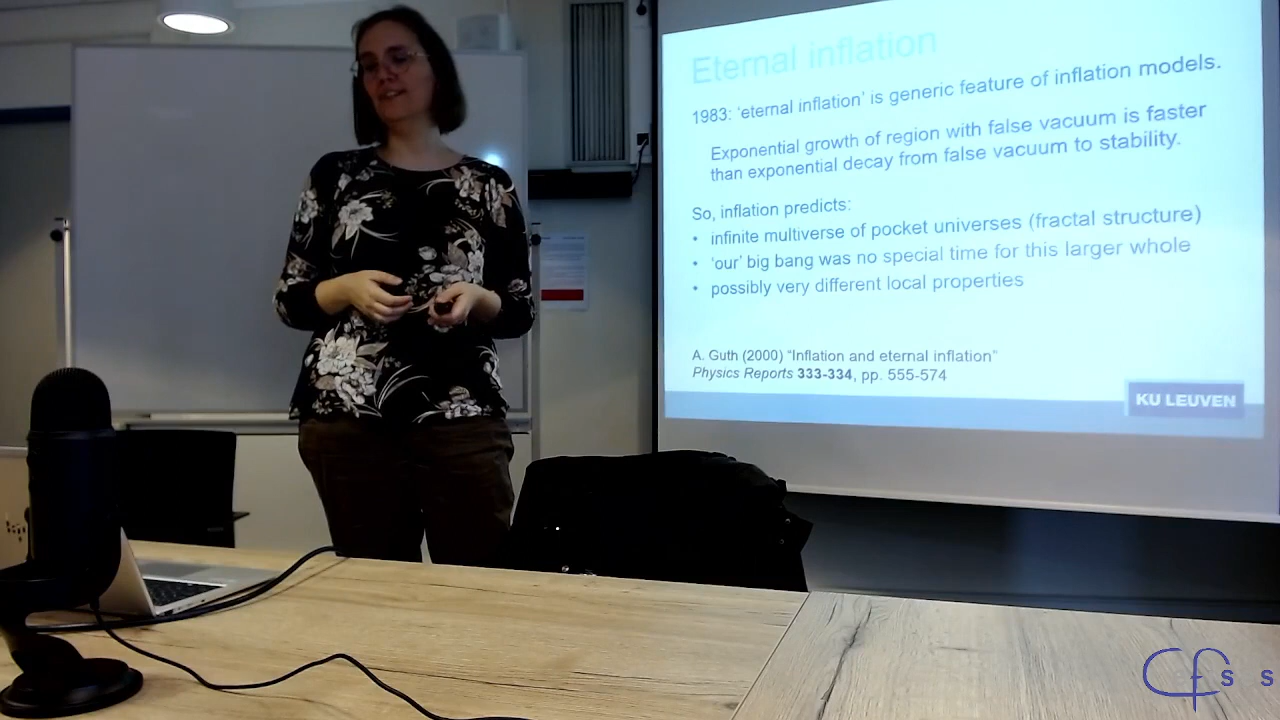 Eternal inflation
1983: ‘eternal inflation’ is generic feature of inflation models.
Exponential growth of region with false vacuum is faster
than exponential decay from false vacuum to stability.
So, inflation predicts:
• infinite multiverse of pocket universes (fractal structure)
• ‘our’ big bang was no special time for this larger whole
• possibly very different local properties
A. Guth (2000) “Inflation and eternal inflation”
Physics Reports 333-334, pp. 555-574
KU LEUVEN
hp
Cfs s